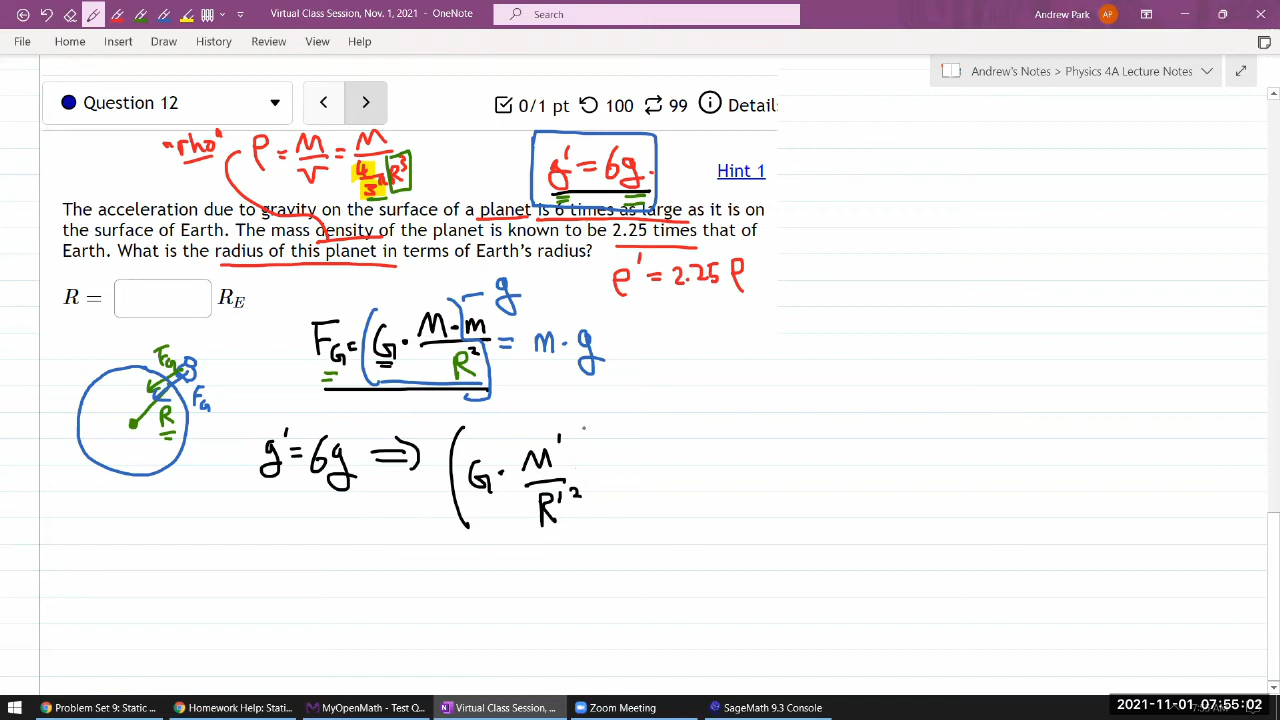 Virtual Class Session, Nov. 1, 2021 - OneNote
Search
Andrew Park
AP
File Home Insert Draw History Review View Help
Andrew's Notes > Physics 4A Lecture Notes
Question 12
0/1 pt 100 99 Details
"rho" ρ = M/V = M/(4/3 π R³)
g' = 6g.
Hint 1
The acceleration due to gravity on the surface of a planet is 6 times as large as it is on
the surface of Earth. The mass density of the planet is known to be 2.25 times that of
Earth. What is the radius of this planet in terms of Earth's radius?
ρ' = 2.25 ρ
R = R_E
g
F_G = G · M·m/R² = m · g
F_G
F_G
R
g' = 6g ⟹ (G · M'/R'²
Problem Set 9: Static ...
Homework Help: Stati...
MyOpenMath - Test Q...
Virtual Class Session, ...
Zoom Meeting
SageMath 9.3 Console
2021-11-01 07:55:02